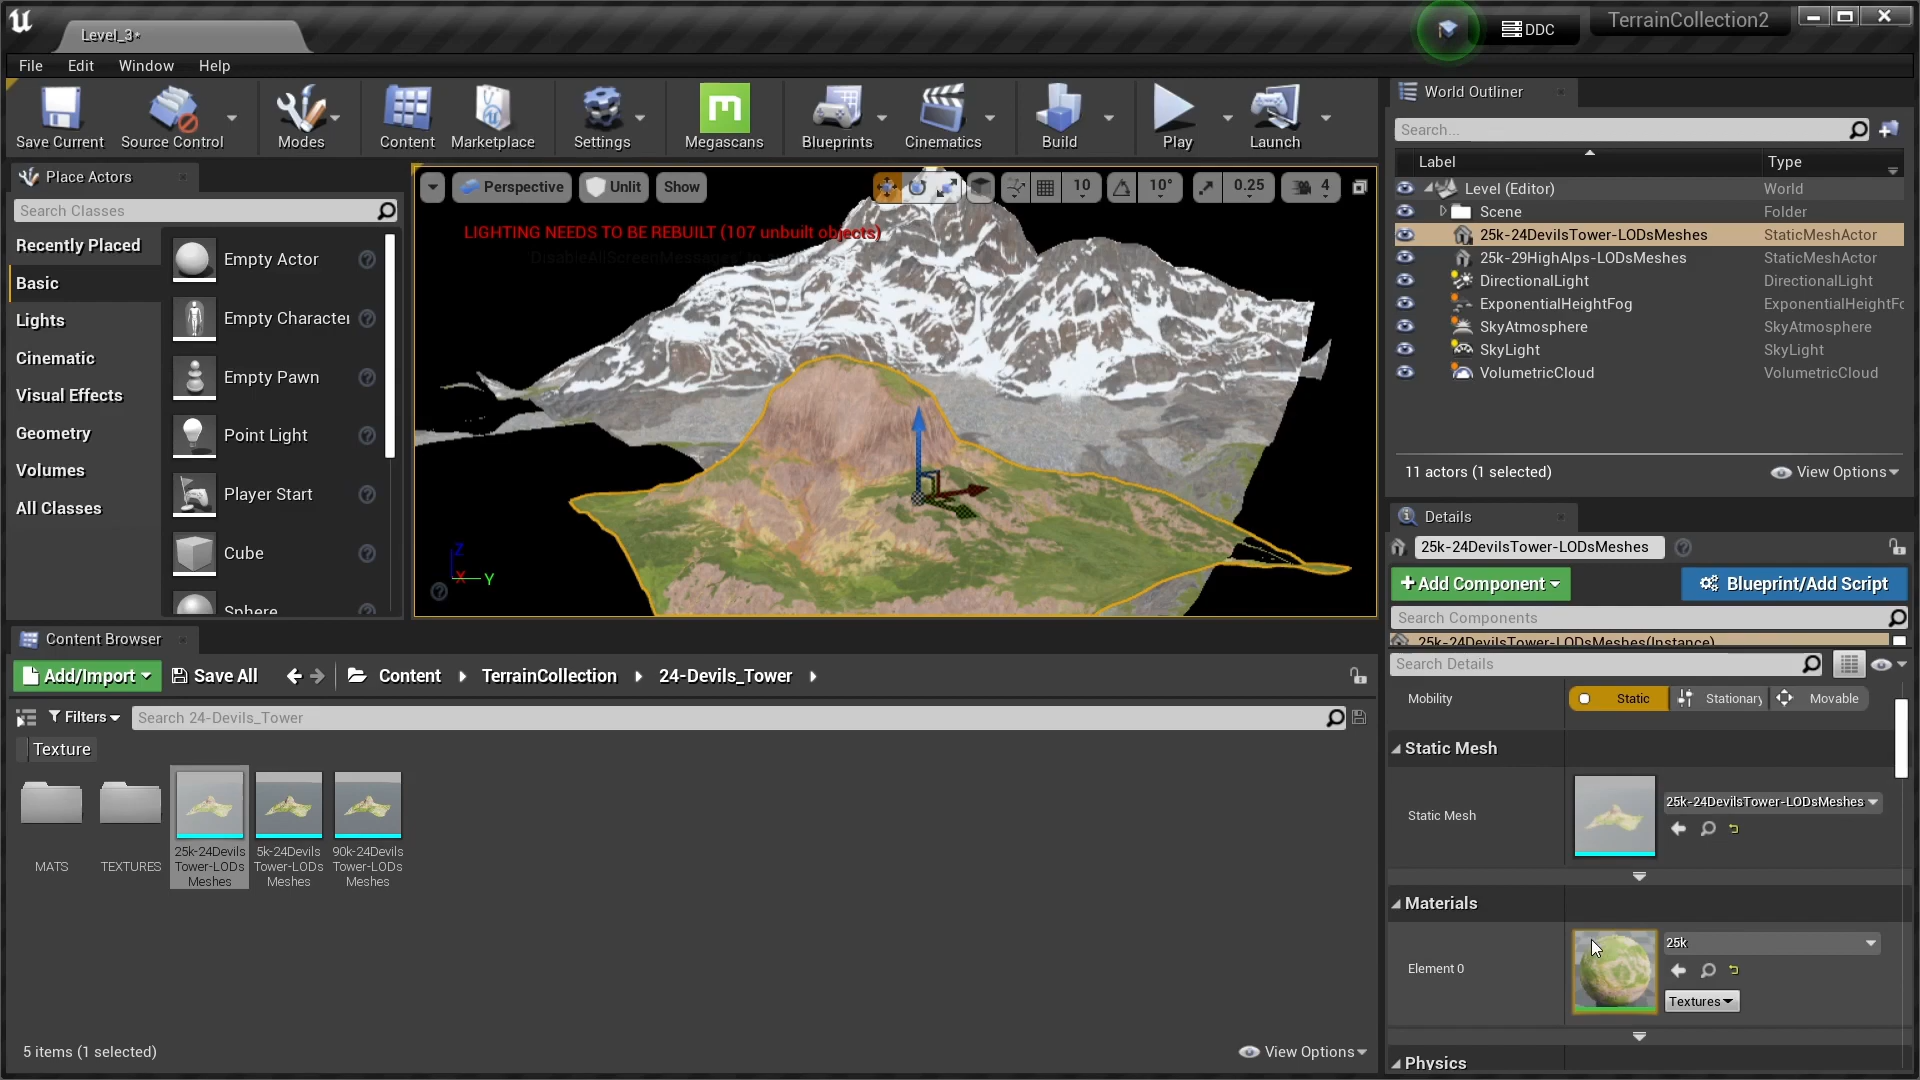 Level_3*
DDC
TerrainCollection2
File Edit Window Help
Save Current
Source Control
Modes
Content
Marketplace
Settings
Megascans
Blueprints
Cinematics
Build
Play
Launch
Place Actors
Search Classes
Recently Placed
Basic
Lights
Cinematic
Visual Effects
Geometry
Volumes
All Classes
Empty Actor
Empty Character
Empty Pawn
Point Light
Player Start
Cube
Sphere
Perspective
Unlit
Show
10
10°
0.25
4
LIGHTING NEEDS TO BE REBUILT (107 unbuilt objects)
Z
X
Y
World Outliner
Search...
Label Type
Level (Editor) World
Scene Folder
25k-24DevilsTower-LODsMeshes StaticMeshActor
25k-29HighAlps-LODsMeshes StaticMeshActor
DirectionalLight DirectionalLight
ExponentialHeightFog ExponentialHeightFo
SkyAtmosphere SkyAtmosphere
SkyLight SkyLight
VolumetricCloud VolumetricCloud
11 actors (1 selected)
View Options
Details
25k-24DevilsTower-LODsMeshes
+Add Component
Blueprint/Add Script
Search Components
25k-24DevilsTower-LODsMeshes(Instance)
Search Details
Mobility
Static
Stationary
Movable
Static Mesh
Static Mesh
25k-24DevilsTower-LODsMeshes
Materials
Element 0
25k
Textures
Physics
Content Browser
Add/Import
Save All
Content
TerrainCollection
24-Devils_Tower
Filters
Search 24-Devils_Tower
Texture
MATS
TEXTURES
25k-24Devils
Tower-LODs
Meshes
5k-24Devils
Tower-LODs
Meshes
90k-24Devils
Tower-LODs
Meshes
5 items (1 selected)
View Options